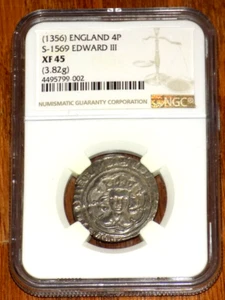 (1356) ENGLAND 4P
S-1569 EDWARD III
XF 45
(3.82g)
4495799 002
NUMISMATIC GUARANTY CORPORATION
NGC